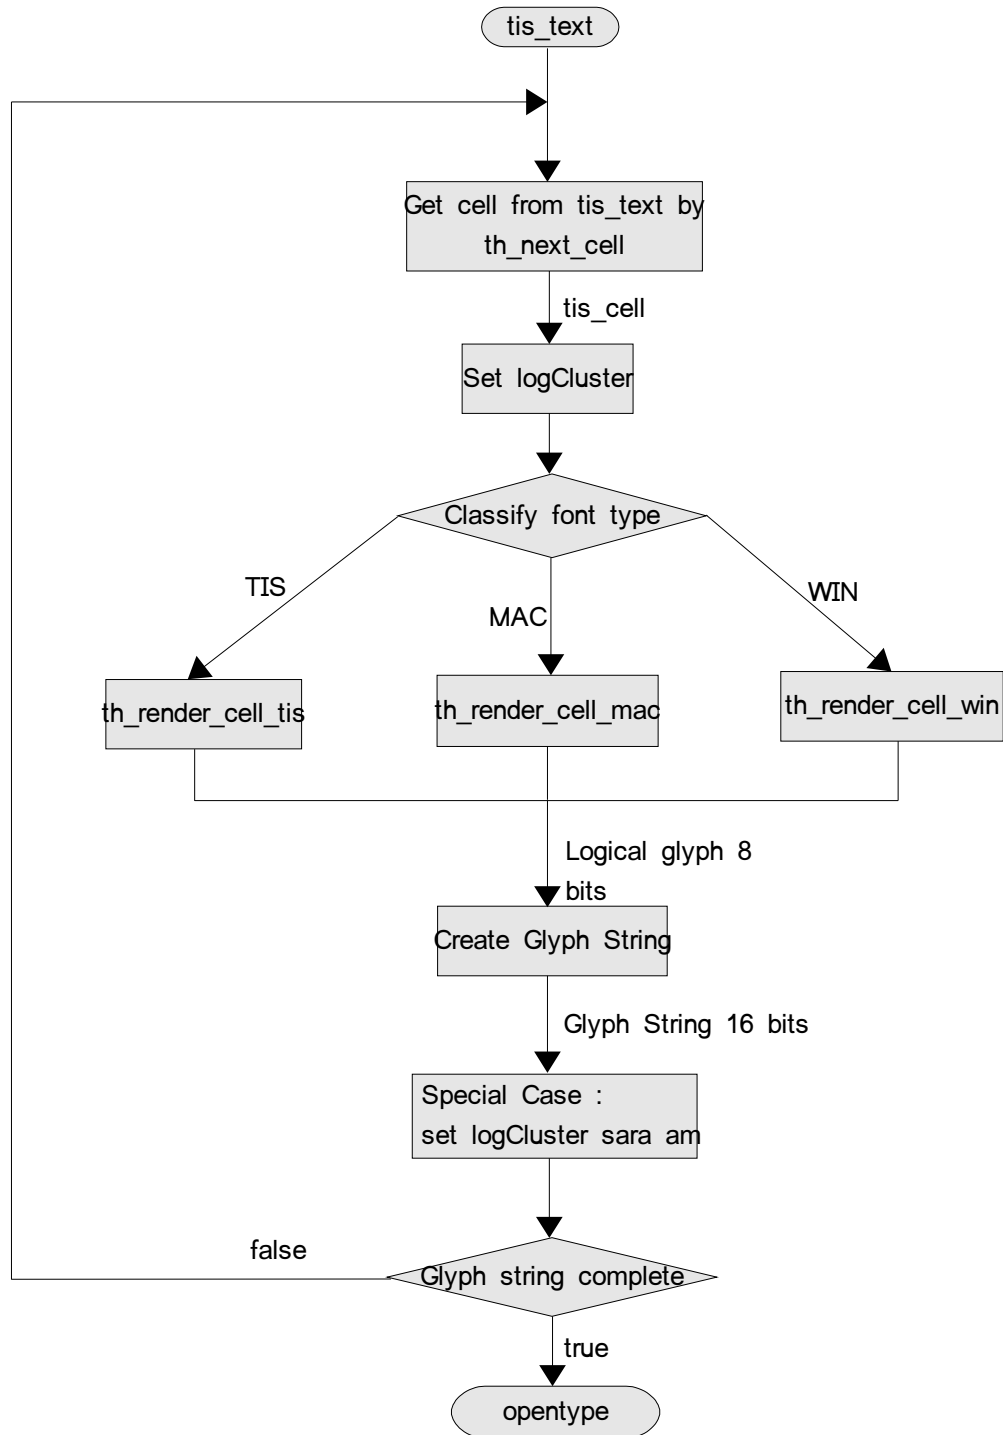 tis_text
Get cell from tis_text by
th_next_cell
tis_cell
Set logCluster
Classify font type
TIS
MAC
WIN
th_render_cell_tis
th_render_cell_mac
th_render_cell_win
Logical glyph 8
bits
Create Glyph String
Glyph String 16 bits
Special Case :
set logCluster sara am
false
Glyph string complete
true
opentype